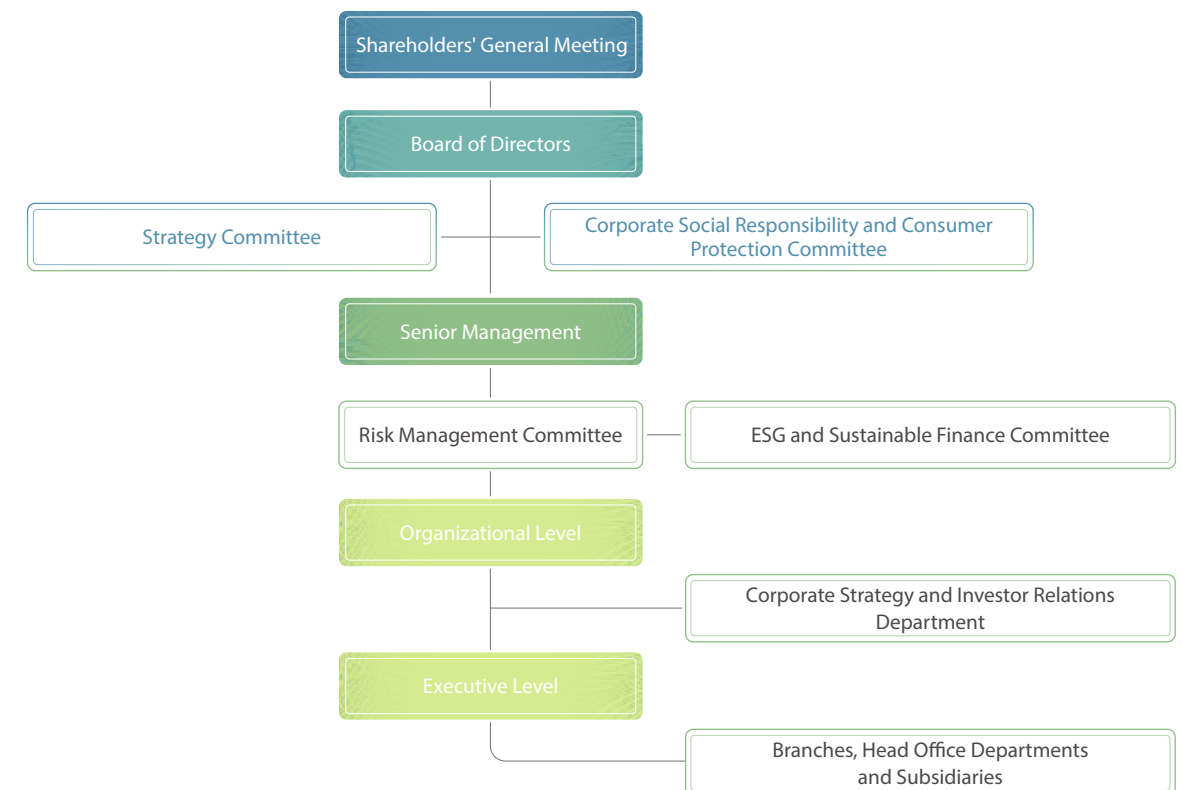 Shareholders' General Meeting
Board of Directors
Strategy Committee
Corporate Social Responsibility and Consumer
Protection Committee
Senior Management
Risk Management Committee
ESG and Sustainable Finance Committee
Organizational Level
Corporate Strategy and Investor Relations
Department
Executive Level
Branches, Head Office Departments
and Subsidiaries